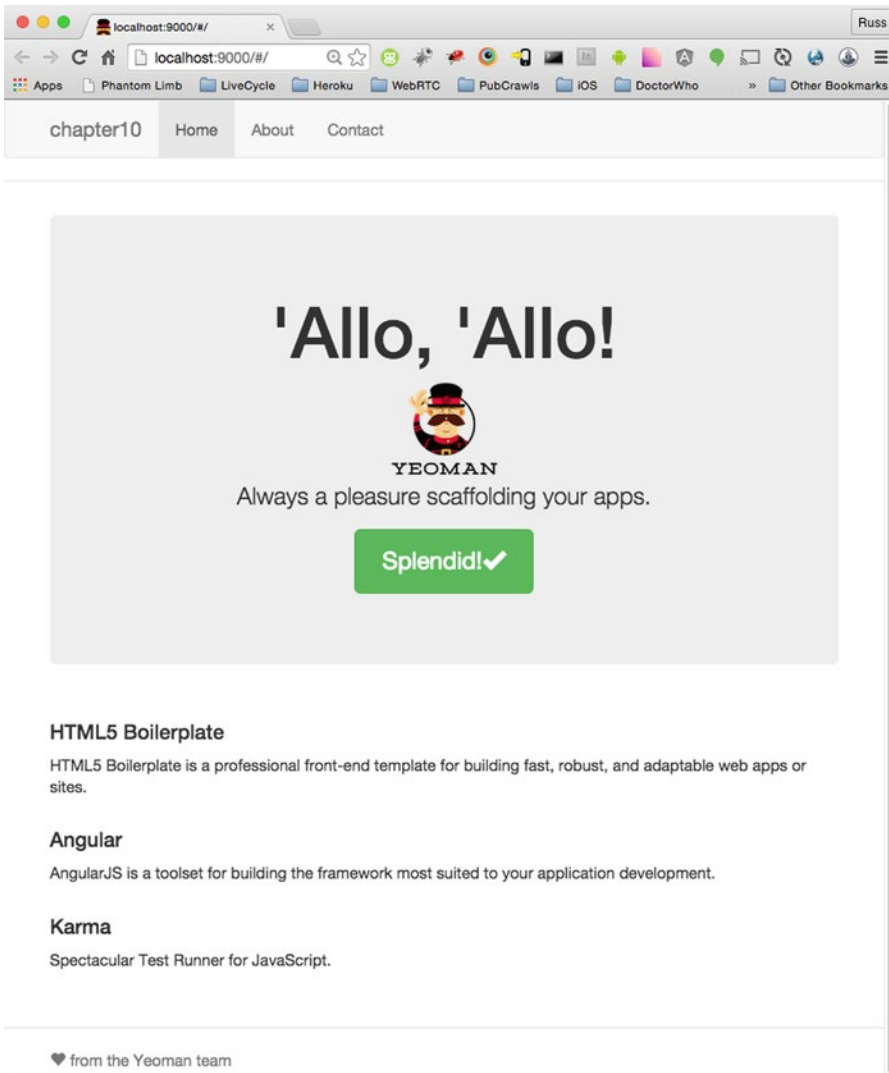 localhost:9000/#/
Russ
localhost:9000/#/
Apps Phantom Limb LiveCycle Heroku WebRTC PubCrawls iOS DoctorWho » Other Bookmarks
chapter10 Home About Contact
'Allo, 'Allo!
YEOMAN
Always a pleasure scaffolding your apps.
Splendid!✔
HTML5 Boilerplate
HTML5 Boilerplate is a professional front-end template for building fast, robust, and adaptable web apps or
sites.
Angular
AngularJS is a toolset for building the framework most suited to your application development.
Karma
Spectacular Test Runner for JavaScript.
♥ from the Yeoman team